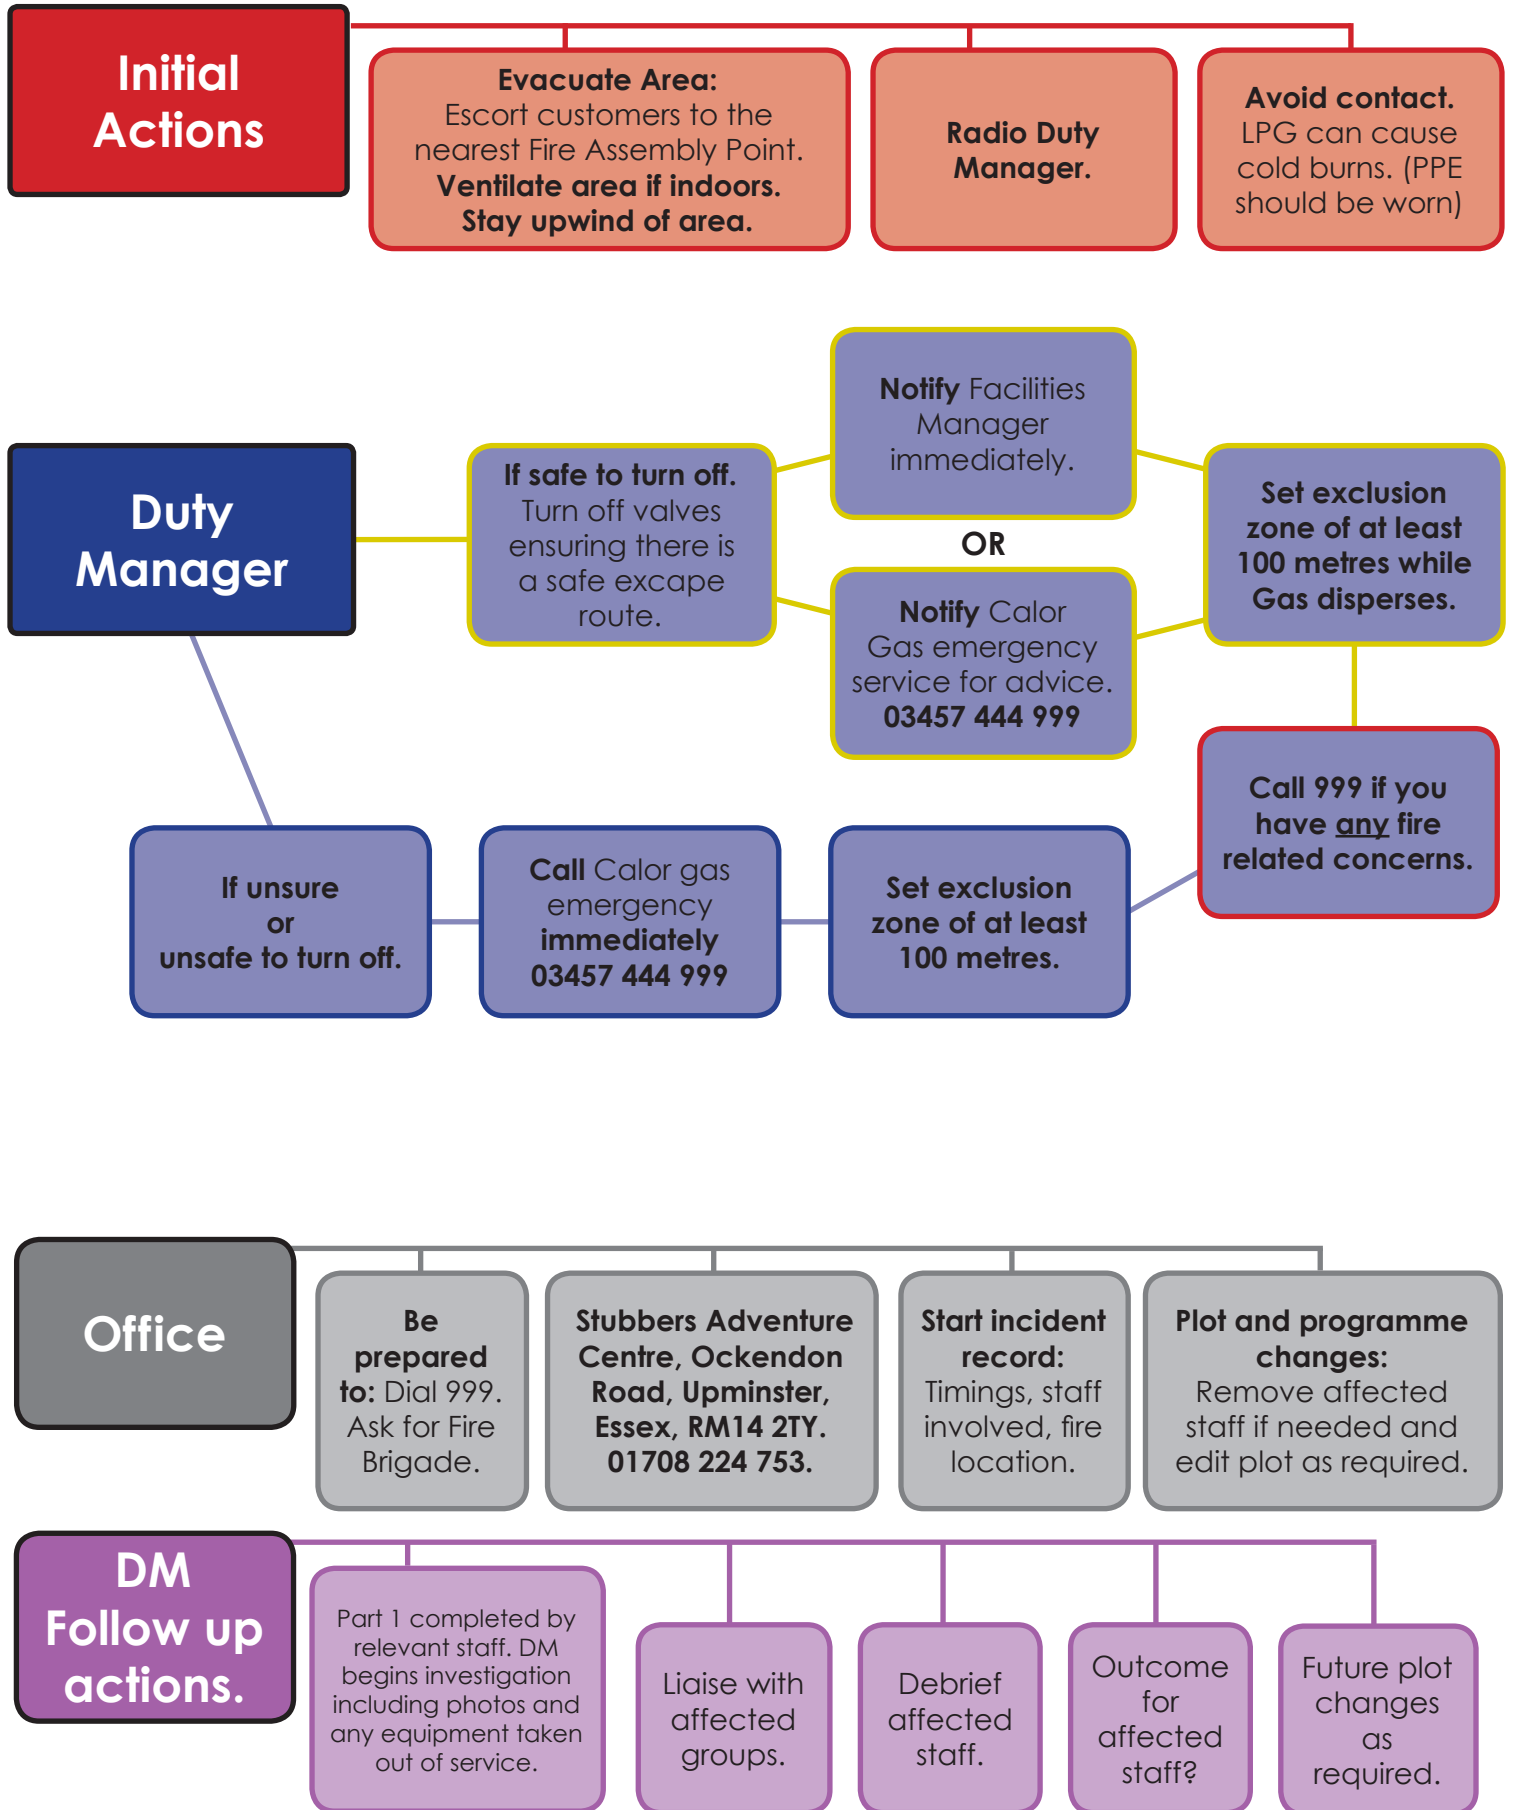 Initial
Actions
Evacuate Area:
Escort customers to the
nearest Fire Assembly Point.
Ventilate area if indoors.
Stay upwind of area.
Radio Duty
Manager.
Avoid contact.
LPG can cause
cold burns. (PPE
should be worn)
Duty
Manager
If safe to turn off.
Turn off valves
ensuring there is
a safe excape
route.
Notify Facilities
Manager
immediately.
OR
Notify Calor
Gas emergency
service for advice.
03457 444 999
Set exclusion
zone of at least
100 metres while
Gas disperses.
Call 999 if you
have any fire
related concerns.
If unsure
or
unsafe to turn off.
Call Calor gas
emergency
immediately
03457 444 999
Set exclusion
zone of at least
100 metres.
Office
Be
prepared
to: Dial 999.
Ask for Fire
Brigade.
Stubbers Adventure
Centre, Ockendon
Road, Upminster,
Essex, RM14 2TY.
01708 224 753.
Start incident
record:
Timings, staff
involved, fire
location.
Plot and programme
changes:
Remove affected
staff if needed and
edit plot as required.
DM
Follow up
actions.
Part 1 completed by
relevant staff. DM
begins investigation
including photos and
any equipment taken
out of service.
Liaise with
affected
groups.
Debrief
affected
staff.
Outcome
for
affected
staff?
Future plot
changes
as
required.